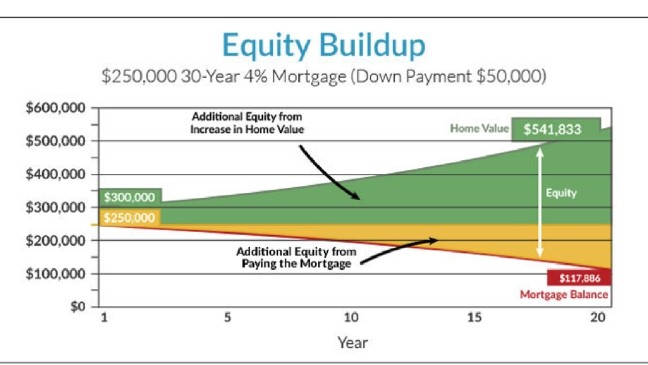 Equity Buildup
$250,000 30-Year 4% Mortgage (Down Payment $50,000)
$600,000
$500,000
$400,000
$300,000
$200,000
$100,000
$0
Additional Equity from
Increase in Home Value
Home Value
$541,833
$300,000
$250,000
Equity
Additional Equity from
Paying the Mortgage
$117,886
Mortgage Balance
1
5
10
15
20
Year